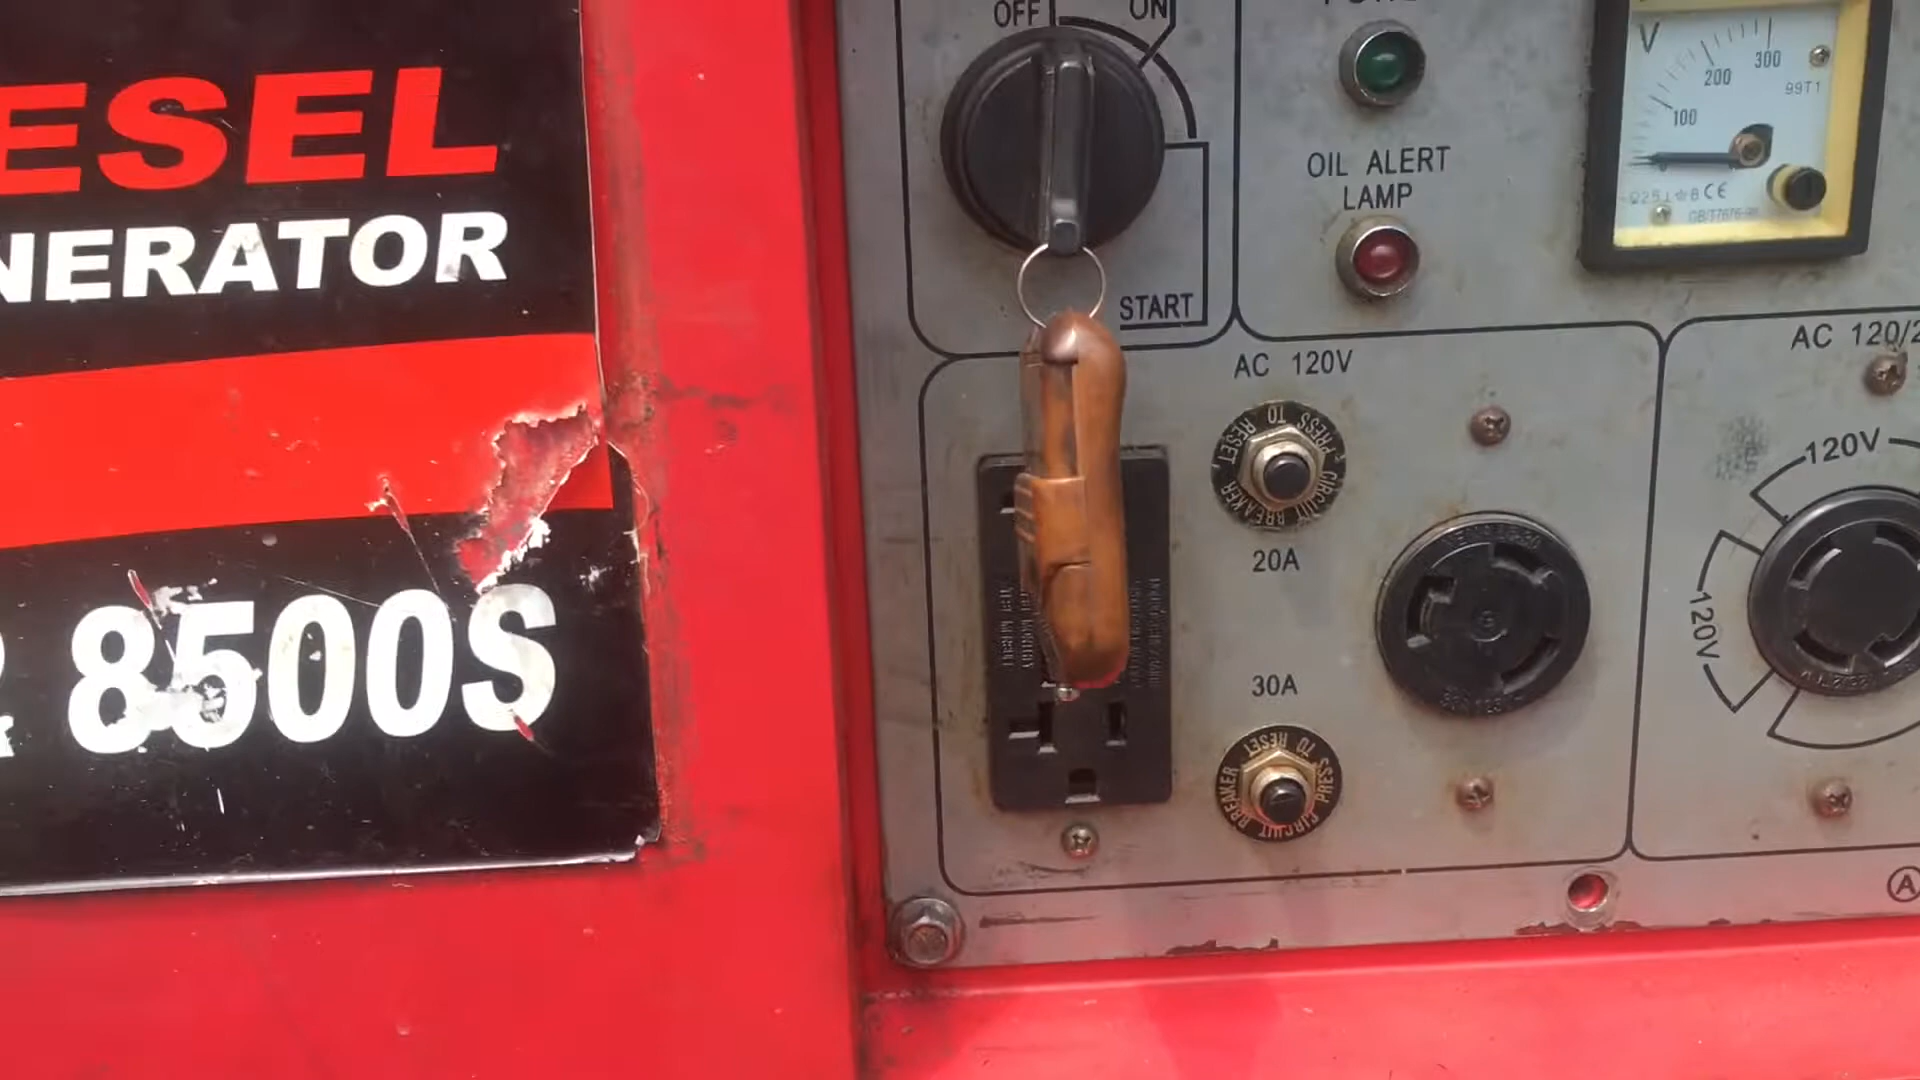 ESEL
NERATOR
8500S
OFF
ON
START
OIL ALERT
LAMP
V
100
200
300
99T1
AC 120V
PRESS TO RESET
CIRCUIT BREAKER
20A
30A
PRESS TO RESET
CIRCUIT BREAKER
AC 120/2
120V
120V
A